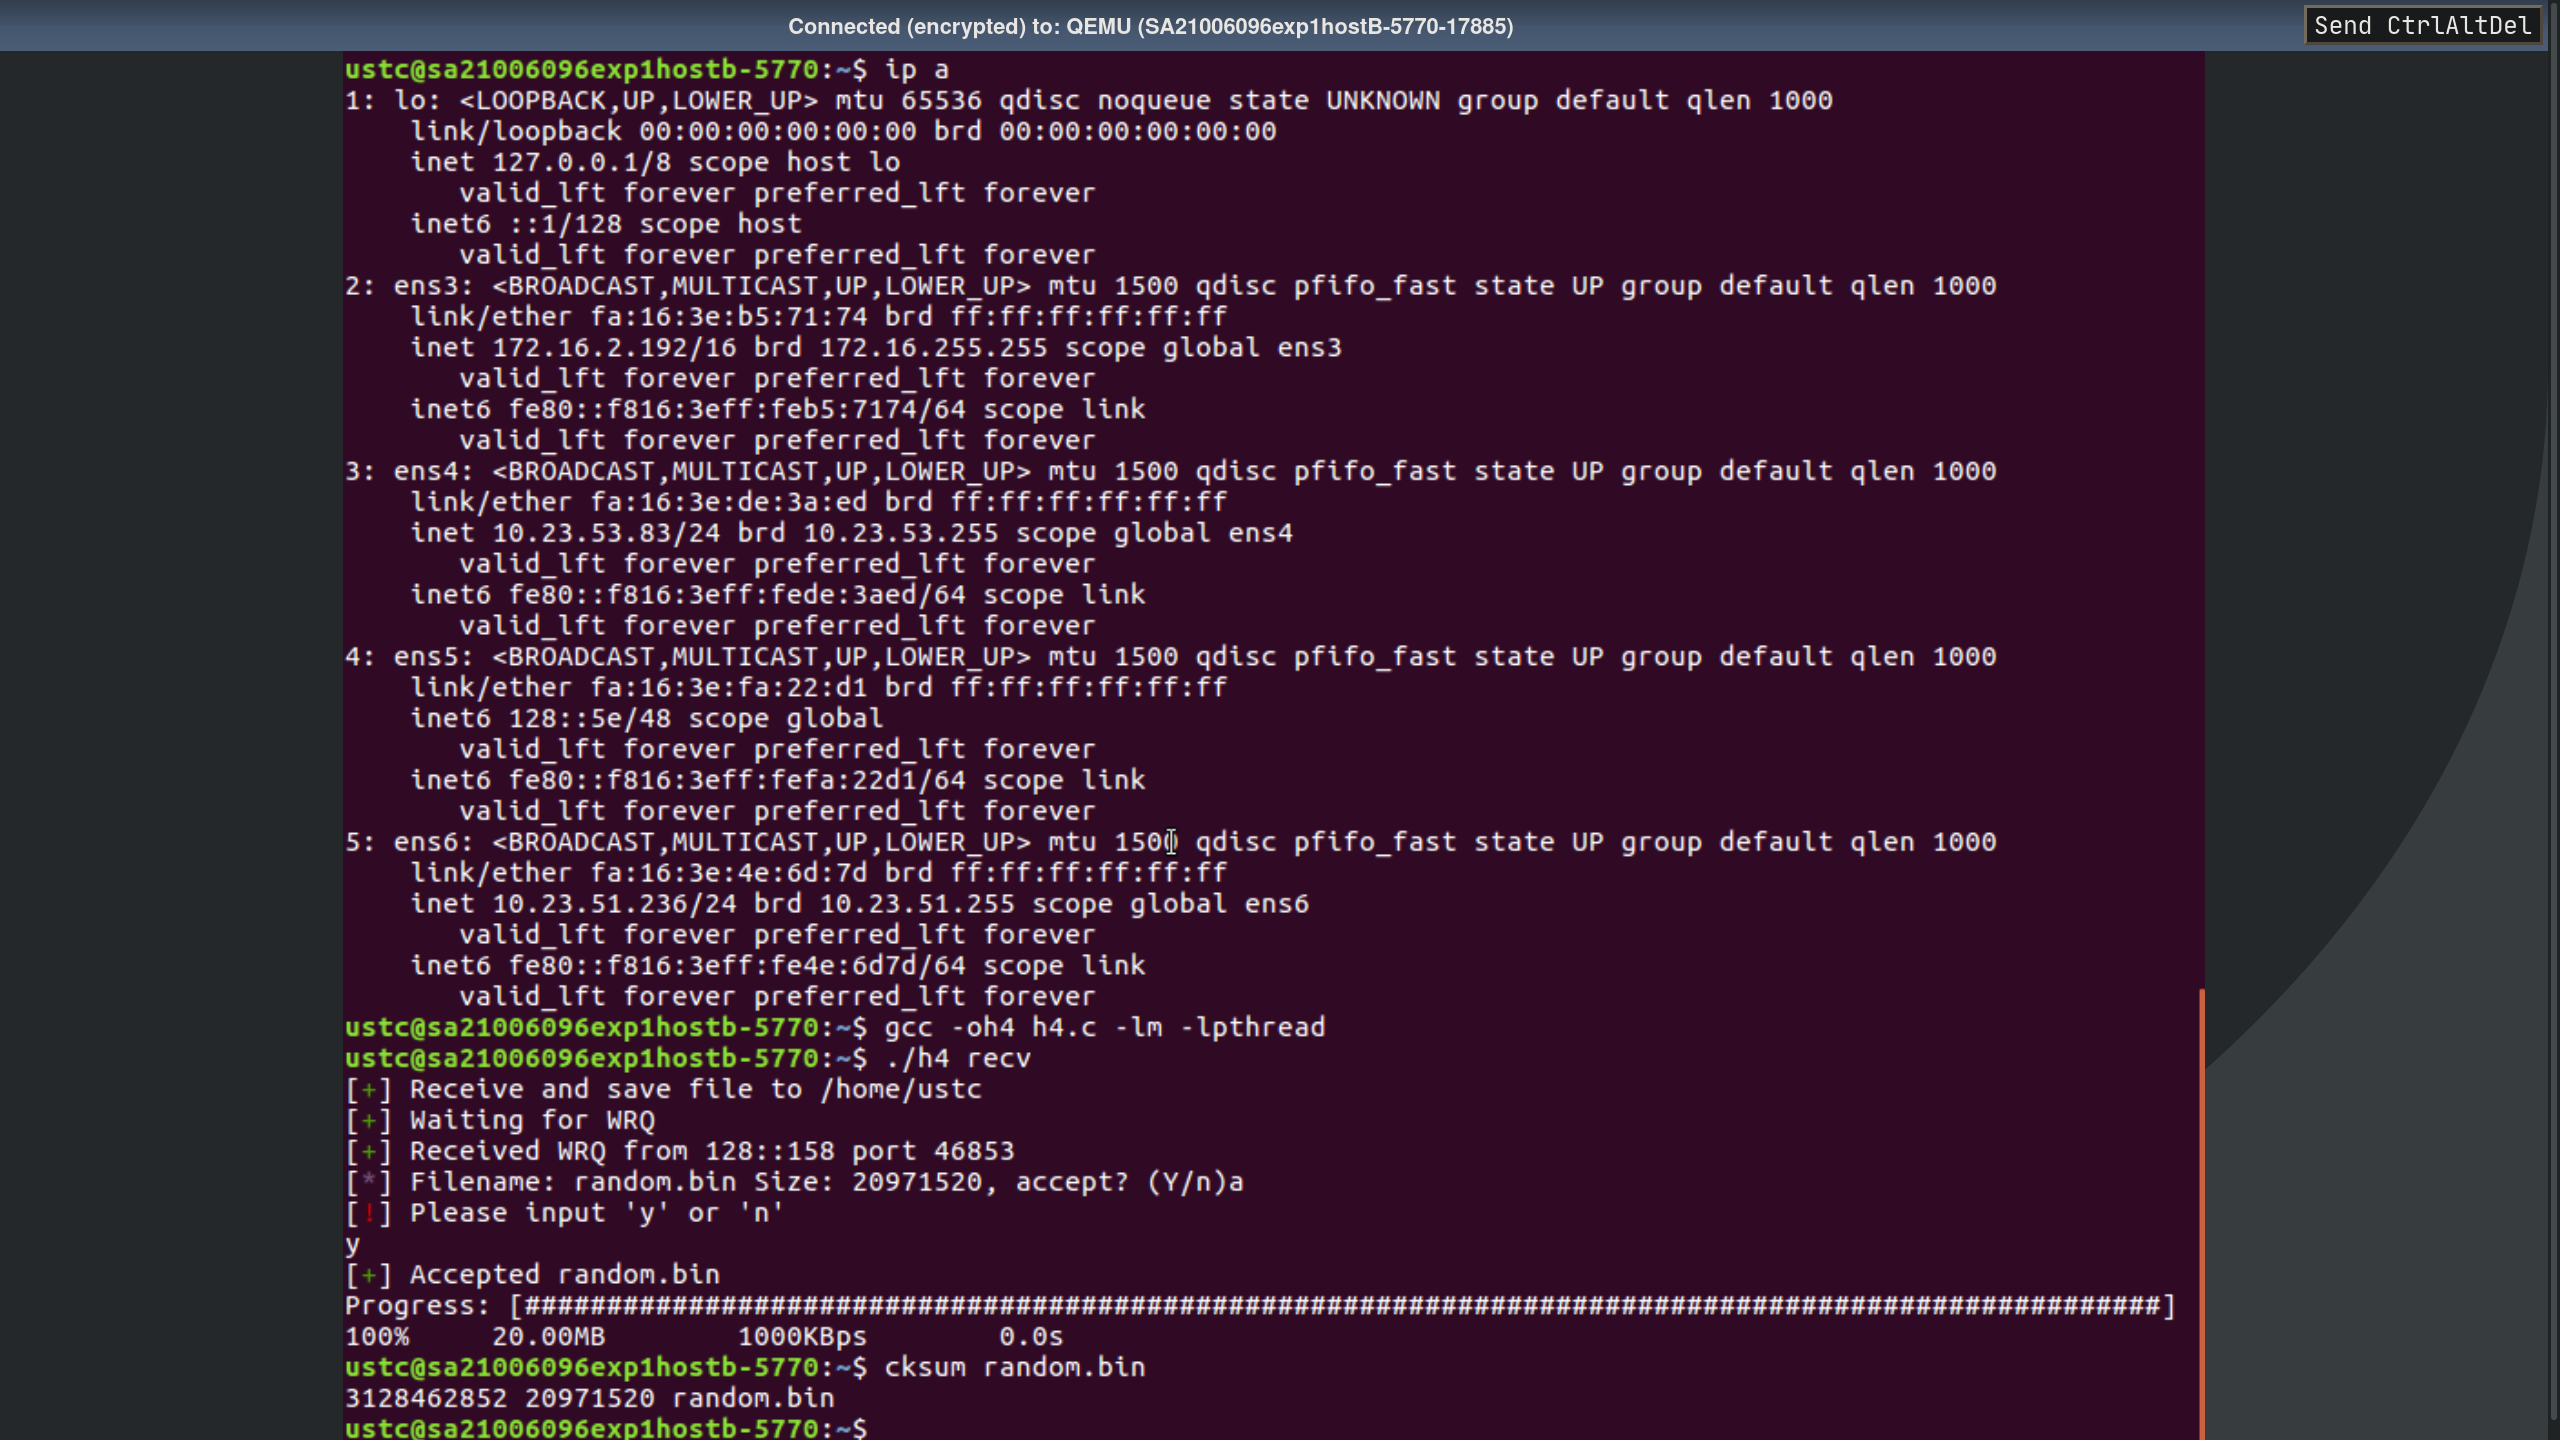 Connected (encrypted) to: QEMU (SA21006096exp1hostB-5770-17885)
Send CtrlAltDel
ustc@sa21006096exp1hostb-5770:~$ ip a
1: lo: <LOOPBACK,UP,LOWER_UP> mtu 65536 qdisc noqueue state UNKNOWN group default qlen 1000
    link/loopback 00:00:00:00:00:00 brd 00:00:00:00:00:00
    inet 127.0.0.1/8 scope host lo
       valid_lft forever preferred_lft forever
    inet6 ::1/128 scope host
       valid_lft forever preferred_lft forever
2: ens3: <BROADCAST,MULTICAST,UP,LOWER_UP> mtu 1500 qdisc pfifo_fast state UP group default qlen 1000
    link/ether fa:16:3e:b5:71:74 brd ff:ff:ff:ff:ff:ff
    inet 172.16.2.192/16 brd 172.16.255.255 scope global ens3
       valid_lft forever preferred_lft forever
    inet6 fe80::f816:3eff:feb5:7174/64 scope link
       valid_lft forever preferred_lft forever
3: ens4: <BROADCAST,MULTICAST,UP,LOWER_UP> mtu 1500 qdisc pfifo_fast state UP group default qlen 1000
    link/ether fa:16:3e:de:3a:ed brd ff:ff:ff:ff:ff:ff
    inet 10.23.53.83/24 brd 10.23.53.255 scope global ens4
       valid_lft forever preferred_lft forever
    inet6 fe80::f816:3eff:fede:3aed/64 scope link
       valid_lft forever preferred_lft forever
4: ens5: <BROADCAST,MULTICAST,UP,LOWER_UP> mtu 1500 qdisc pfifo_fast state UP group default qlen 1000
    link/ether fa:16:3e:fa:22:d1 brd ff:ff:ff:ff:ff:ff
    inet6 128::5e/48 scope global
       valid_lft forever preferred_lft forever
    inet6 fe80::f816:3eff:fefa:22d1/64 scope link
       valid_lft forever preferred_lft forever
5: ens6: <BROADCAST,MULTICAST,UP,LOWER_UP> mtu 1500 qdisc pfifo_fast state UP group default qlen 1000
    link/ether fa:16:3e:4e:6d:7d brd ff:ff:ff:ff:ff:ff
    inet 10.23.51.236/24 brd 10.23.51.255 scope global ens6
       valid_lft forever preferred_lft forever
    inet6 fe80::f816:3eff:fe4e:6d7d/64 scope link
       valid_lft forever preferred_lft forever
ustc@sa21006096exp1hostb-5770:~$ gcc -oh4 h4.c -lm -lpthread
ustc@sa21006096exp1hostb-5770:~$ ./h4 recv
[+] Receive and save file to /home/ustc
[+] Waiting for WRQ
[+] Received WRQ from 128::158 port 46853
[*] Filename: random.bin Size: 20971520, accept? (Y/n)a
[!] Please input 'y' or 'n'
y
[+] Accepted random.bin
Progress: [####################################################################################################]
100%     20.00MB        1000KBps        0.0s
ustc@sa21006096exp1hostb-5770:~$ cksum random.bin
3128462852 20971520 random.bin
ustc@sa21006096exp1hostb-5770:~$